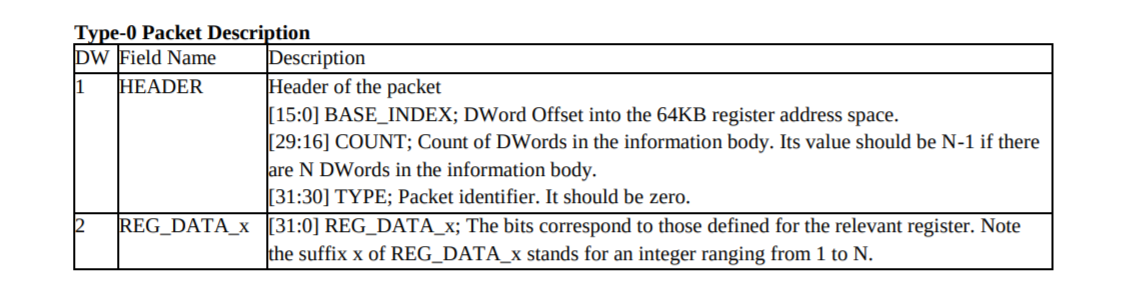 Type-0 Packet Description
DW Field Name Description
1 HEADER Header of the packet
[15:0] BASE_INDEX; DWord Offset into the 64KB register address space.
[29:16] COUNT; Count of DWords in the information body. Its value should be N-1 if there
are N DWords in the information body.
[31:30] TYPE; Packet identifier. It should be zero.
2 REG_DATA_x [31:0] REG_DATA_x; The bits correspond to those defined for the relevant register. Note
the suffix x of REG_DATA_x stands for an integer ranging from 1 to N.